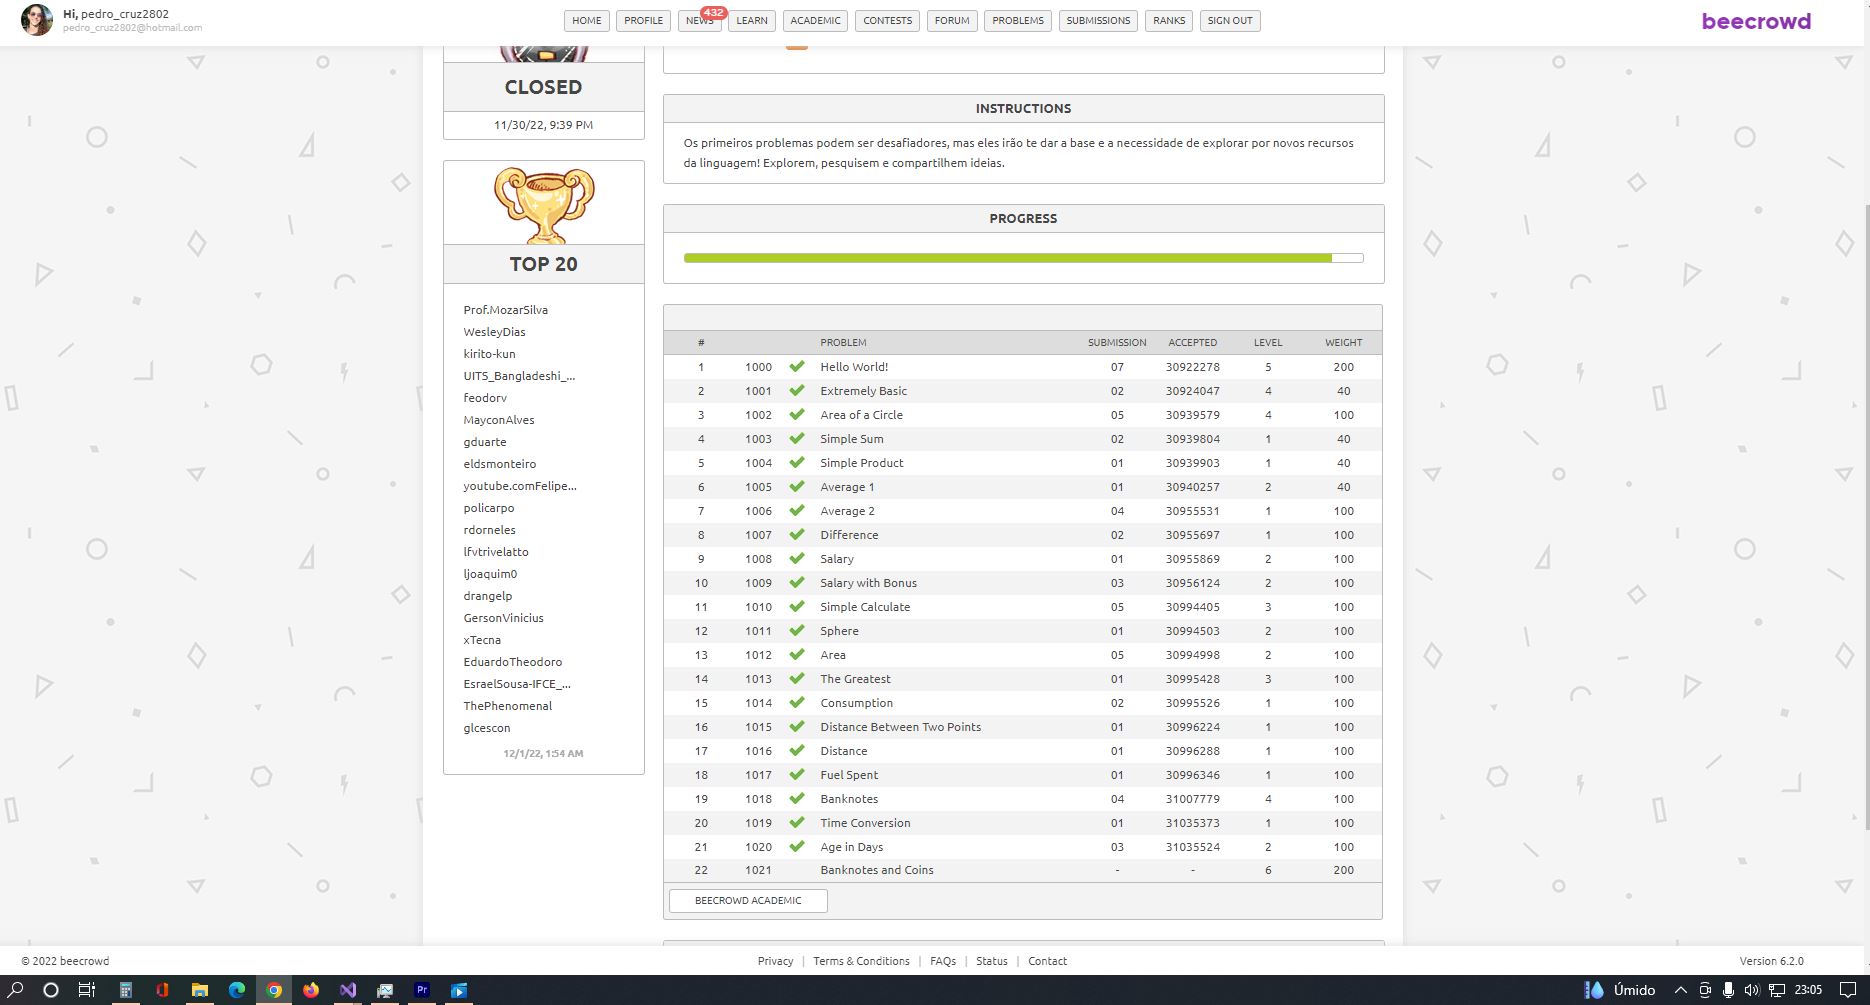 Hi, pedro_cruz2802
pedro_cruz2802@hotmail.com
HOME PROFILE NEWS 432 LEARN ACADEMIC CONTESTS FORUM PROBLEMS SUBMISSIONS RANKS SIGN OUT
beecrowd
CLOSED
11/30/22, 9:39 PM
TOP 20
Prof.MozarSilva
WesleyDias
kirito-kun
UITS_Bangladeshi_...
feodorv
MayconAlves
gduarte
eldsmonteiro
youtube.comFelipe...
policarpo
rdorneles
lfvtrivelatto
ljoaquim0
drangelp
GersonVinicius
xTecna
EduardoTheodoro
EsraelSousa-IFCE_...
ThePhenomenal
glcescon
12/1/22, 1:54 AM
INSTRUCTIONS
Os primeiros problemas podem ser desafiadores, mas eles irão te dar a base e a necessidade de explorar por novos recursos
da linguagem! Explorem, pesquisem e compartilhem ideias.
PROGRESS
# PROBLEM SUBMISSION ACCEPTED LEVEL WEIGHT
1 1000 Hello World! 07 30922278 5 200
2 1001 Extremely Basic 02 30924047 4 40
3 1002 Area of a Circle 05 30939579 4 100
4 1003 Simple Sum 02 30939804 1 40
5 1004 Simple Product 01 30939903 1 40
6 1005 Average 1 01 30940257 2 40
7 1006 Average 2 04 30955531 1 100
8 1007 Difference 02 30955697 1 100
9 1008 Salary 01 30955869 2 100
10 1009 Salary with Bonus 03 30956124 2 100
11 1010 Simple Calculate 05 30994405 3 100
12 1011 Sphere 01 30994503 2 100
13 1012 Area 05 30994998 2 100
14 1013 The Greatest 01 30995428 3 100
15 1014 Consumption 02 30995526 1 100
16 1015 Distance Between Two Points 01 30996224 1 100
17 1016 Distance 01 30996288 1 100
18 1017 Fuel Spent 01 30996346 1 100
19 1018 Banknotes 04 31007779 4 100
20 1019 Time Conversion 01 31035373 1 100
21 1020 Age in Days 03 31035524 2 100
22 1021 Banknotes and Coins - - 6 200
BEECROWD ACADEMIC
© 2022 beecrowd
Privacy | Terms & Conditions | FAQs | Status | Contact
Version 6.2.0
Pr
Úmido
23:05